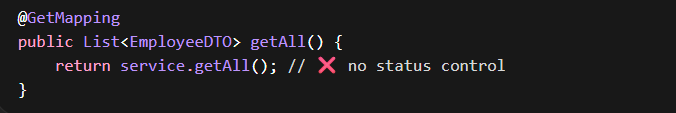 @GetMapping
public List<EmployeeDTO> getAll() {
    return service.getAll(); // ❌ no status control
}